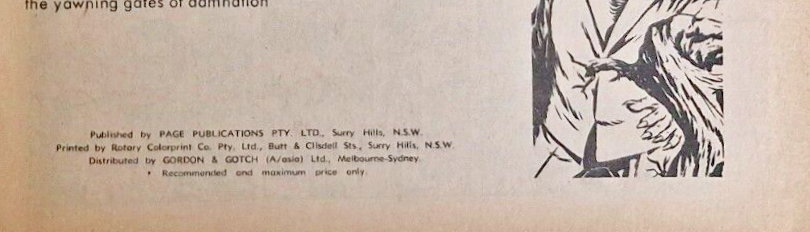 the yawning gates of damnation
Published by PAGE PUBLICATIONS PTY. LTD., Surry Hills, N.S.W.
Printed by Rotary Colorprint Co. Pty. Ltd., Butt & Clisdell Sts., Surry Hills, N.S.W.
Distributed by GORDON & GOTCH (A/asia) Ltd., Melbourne-Sydney.
* Recommended and maximum price only.